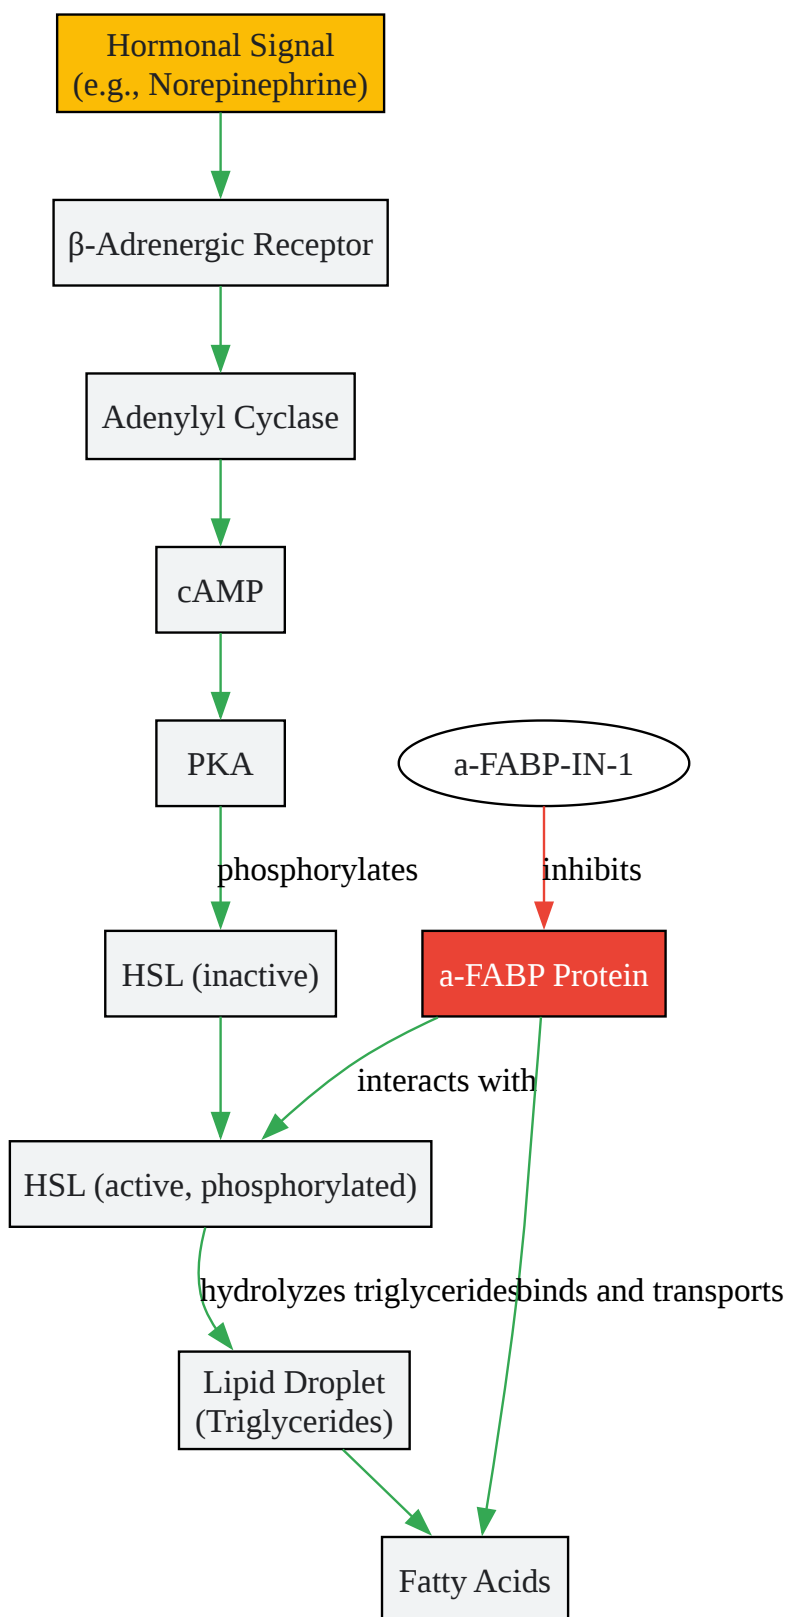 Hormonal Signal
(e.g., Norepinephrine)
β-Adrenergic Receptor
Adenylyl Cyclase
cAMP
PKA
a-FABP-IN-1
phosphorylates
inhibits
HSL (inactive)
a-FABP Protein
interacts with
HSL (active, phosphorylated)
hydrolyzes triglycerides
binds and transports
Lipid Droplet
(Triglycerides)
Fatty Acids